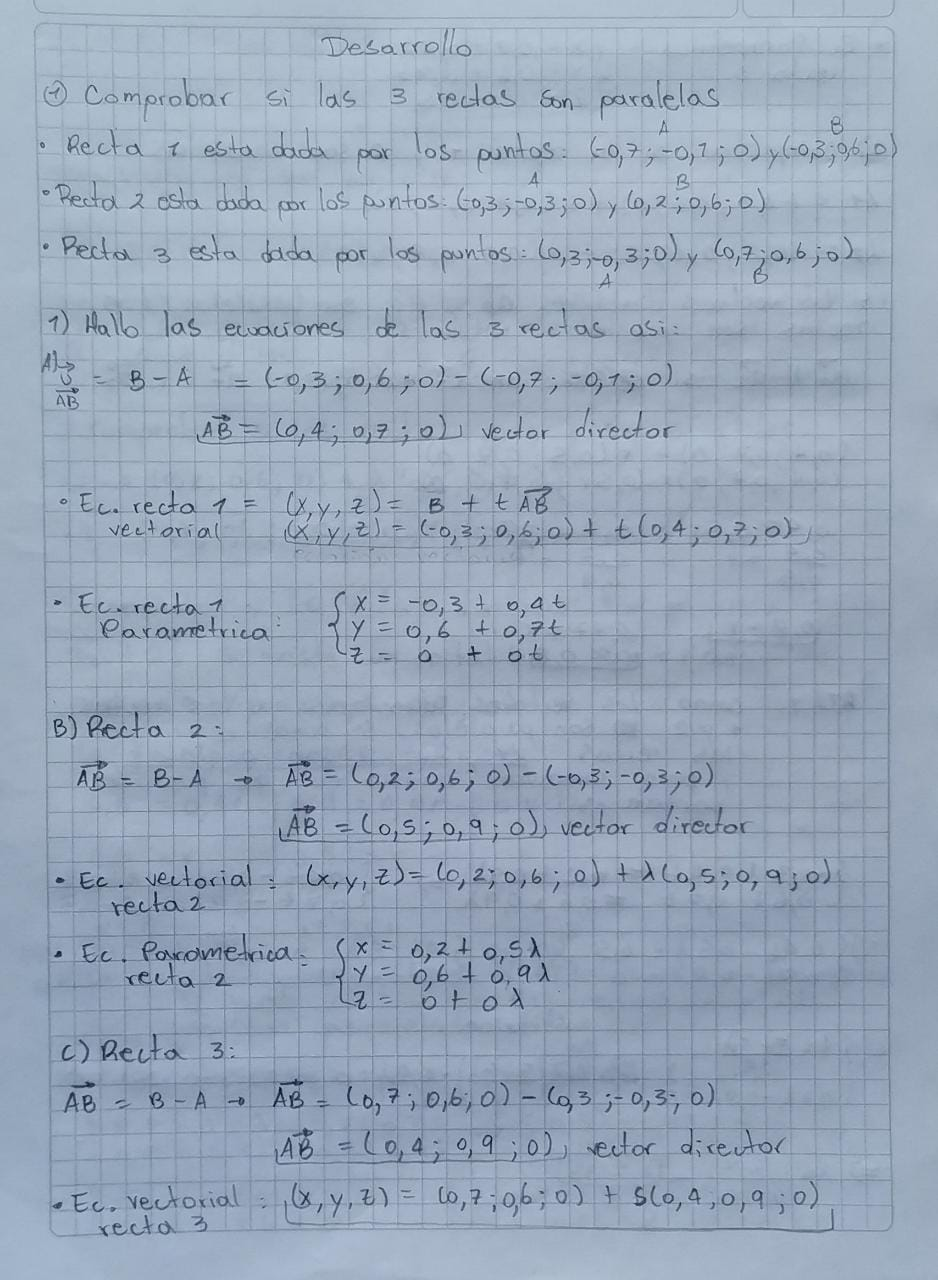 Desarrollo
① Comprobar si las 3 rectas son paralelas
A B
• Recta 1 esta dada por los puntos: (-0,7; -0,1; 0) y (-0,3; 0,6; 0)
A B
• Recta 2 esta dada por los puntos: (-0,3; -0,3; 0) y (0,2; 0,6; 0)
• Recta 3 esta dada por los puntos: (0,3; -0,3; 0) y (0,7; 0,6; 0)
A B
1) Hallo las ecuaciones de las 3 rectas asi:
A) →
U = B - A = (-0,3; 0,6; 0) - (-0,7; -0,1; 0)
AB
AB = (0,4; 0,7; 0), vector director
• Ec. recta 1 = (x, y, z) = B + t AB
vectorial (x, y, z) = (-0,3; 0,6; 0) + t (0,4; 0,7; 0)
• Ec. recta 1 { x = -0,3 + 0,4t
Parametrica: y = 0,6 + 0,7t
z = 0 + 0t
B) Recta 2:
AB = B-A → AB = (0,2; 0,6; 0) - (-0,3; -0,3; 0)
AB = (0,5; 0,9; 0), vector director
• Ec. vectorial: (x, y, z) = (0,2; 0,6; 0) + λ (0,5; 0,9; 0)
recta 2
• Ec. Parametrica: { x = 0,2 + 0,5λ
recta 2 y = 0,6 + 0,9λ
z = 0 + 0λ
C) Recta 3:
AB = B-A → AB = (0,7; 0,6; 0) - (0,3; -0,3; 0)
AB = (0,4; 0,9; 0), vector director
• Ec. vectorial: (x, y, z) = (0,7; 0,6; 0) + S(0,4; 0,9; 0)
recta 3